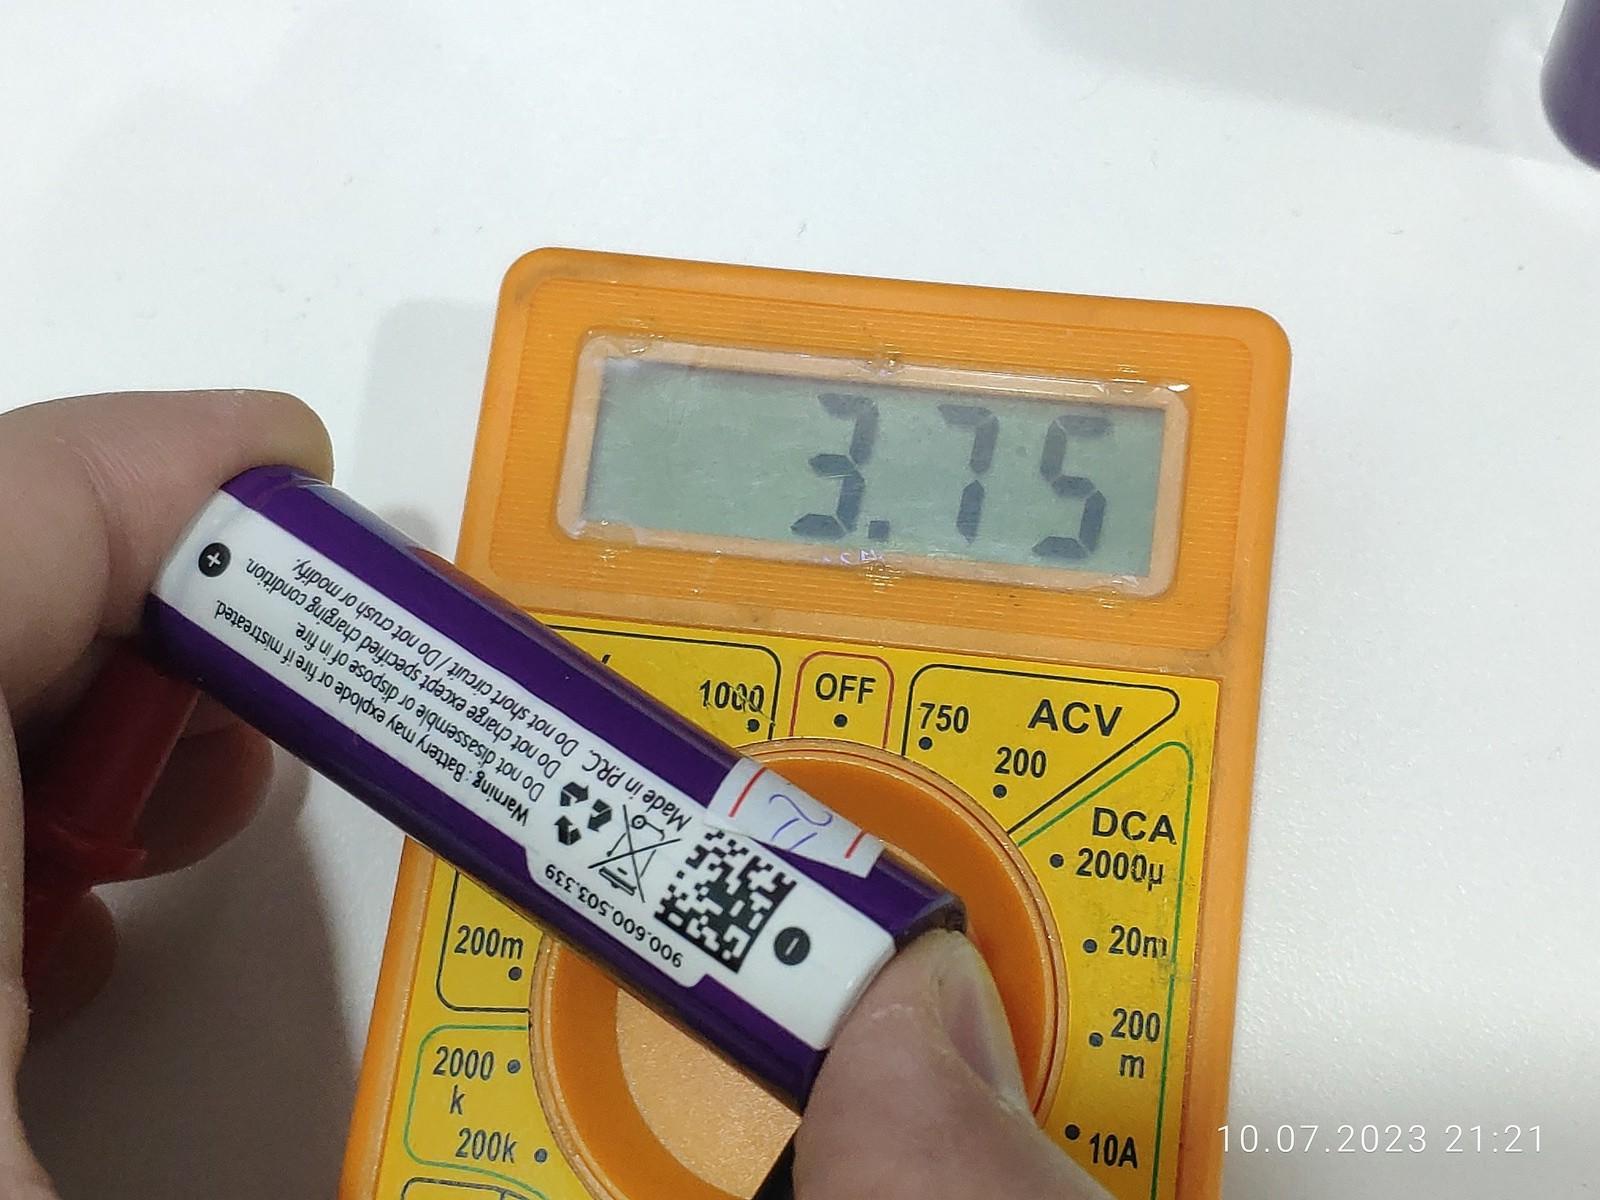 3.75
1000
OFF
750
ACV
200
DCA
2000µ
20m
200
m
10A
200m
2000
k
200k
+
Warning : Battery may explode or fire if mistreated.
Do not disassemble or dispose of in fire.
Do not charge except specified charging condition.
Do not short circuit / Do not crush or modify.
Made in PRC.
900.600.503.339
10.07.2023 21:21